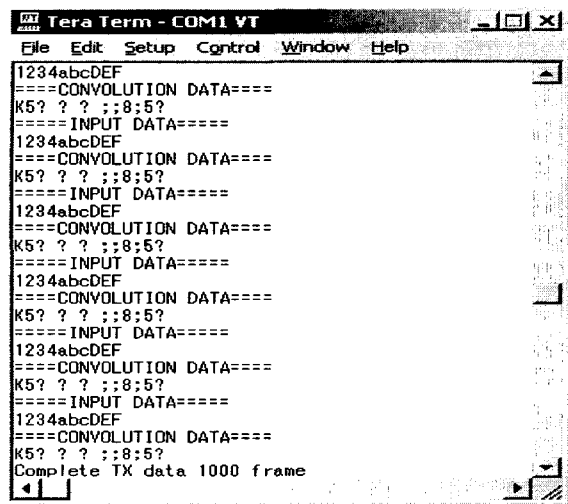 Tera Term - COM1 VT
File Edit Setup Control Window Help
1234abcDEF
====CONVOLUTION DATA====
K5? ? ? ;;8;5?
=====INPUT DATA=====
1234abcDEF
====CONVOLUTION DATA====
K5? ? ? ;;8;5?
=====INPUT DATA=====
1234abcDEF
====CONVOLUTION DATA====
K5? ? ? ;;8;5?
=====INPUT DATA=====
1234abcDEF
====CONVOLUTION DATA====
K5? ? ? ;;8;5?
=====INPUT DATA=====
1234abcDEF
====CONVOLUTION DATA====
K5? ? ? ;;8;5?
=====INPUT DATA=====
1234abcDEF
====CONVOLUTION DATA====
K5? ? ? ;;8;5?
Complete TX data 1000 frame